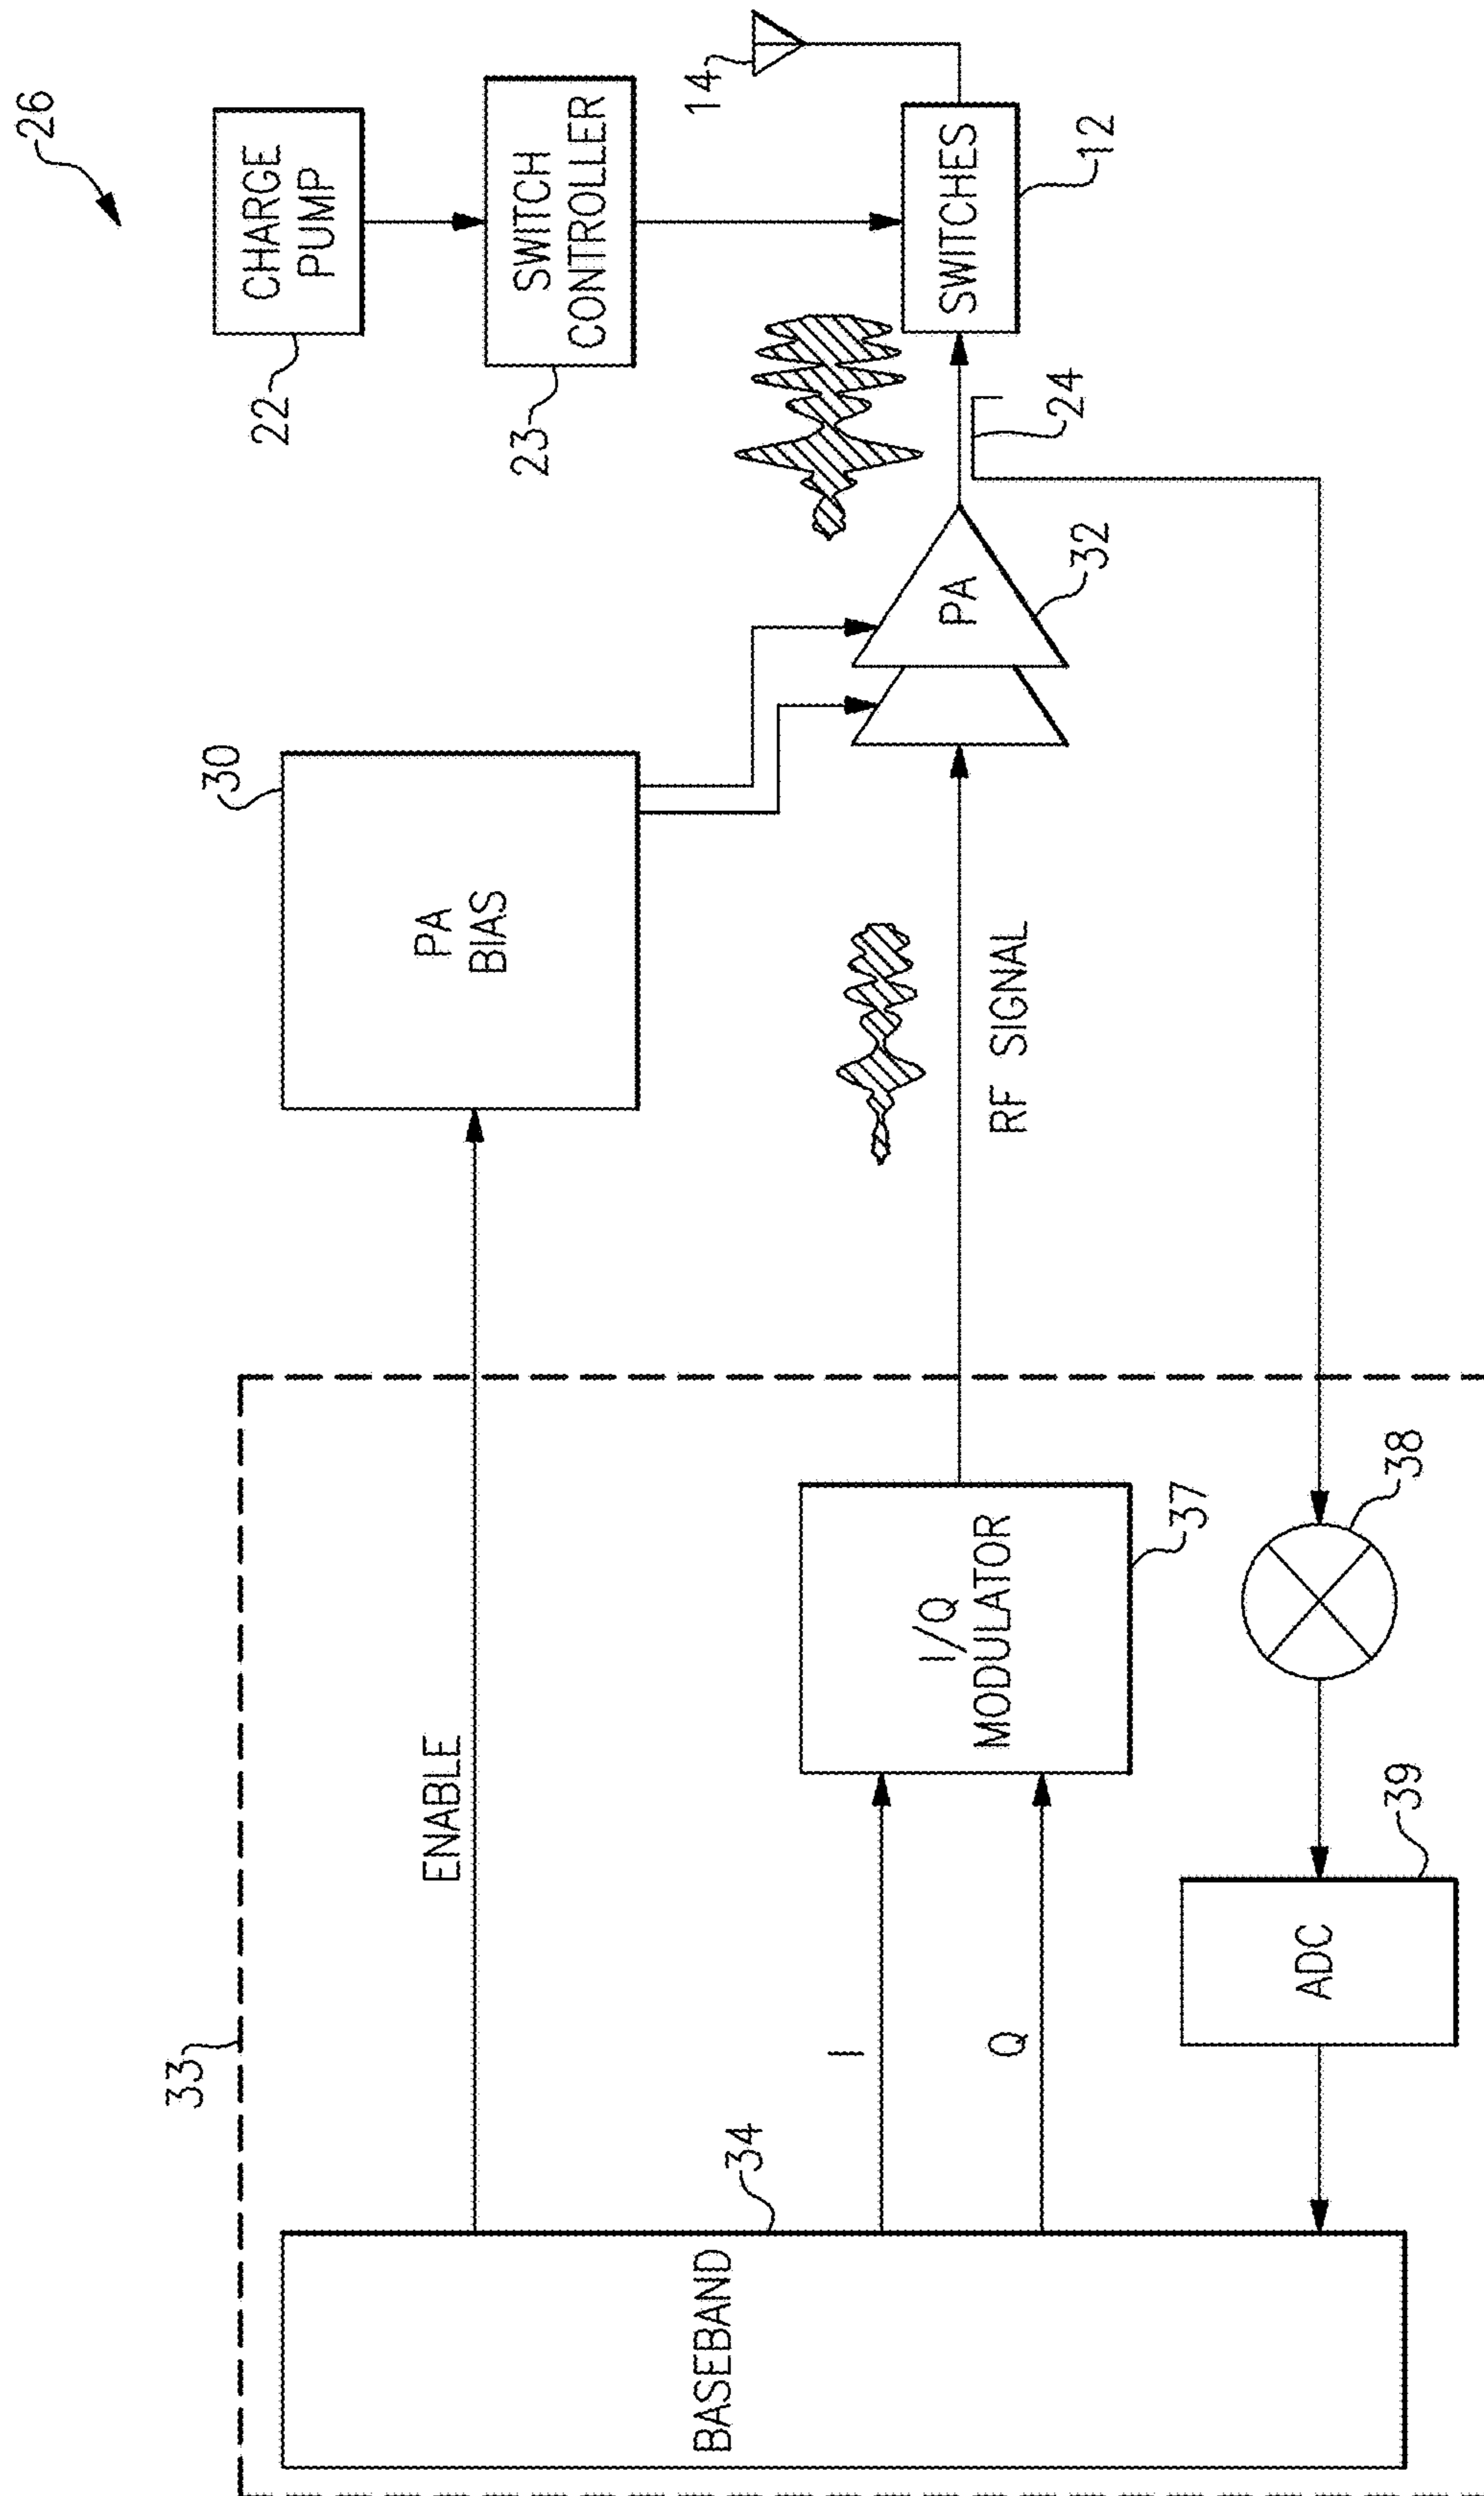 26
33
30
22
CHARGE
PUMP
ENABLE
PA
BIAS
23
SWITCH
CONTROLLER
14
34
BASEBAND
I
Q
I/Q
MODULATOR
37
RF SIGNAL
PA
32
24
SWITCHES
12
ADC
39
38